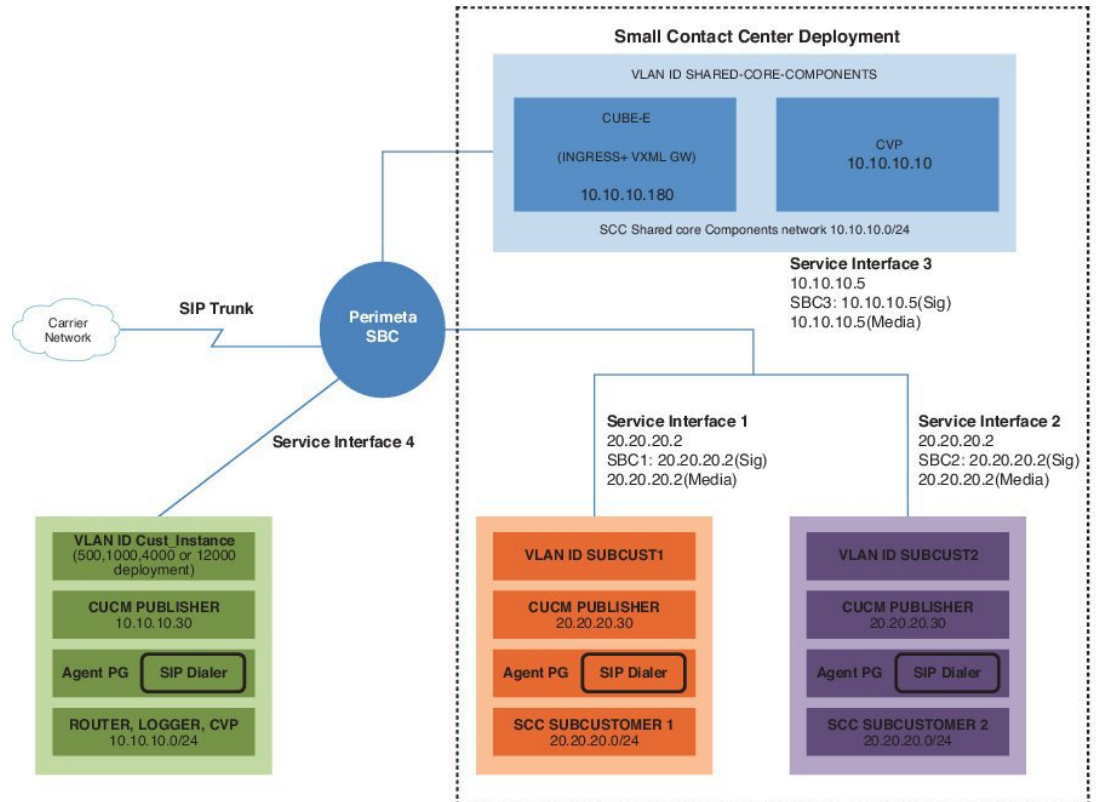 Small Contact Center Deployment
VLAN ID SHARED-CORE-COMPONENTS
CUBE-E
(INGRESS+ VXML GW)
10.10.10.180
CVP
10.10.10.10
SCC Shared core Components network 10.10.10.0/24
Service Interface 3
10.10.10.5
SBC3: 10.10.10.5(Sig)
10.10.10.5(Media)
Carrier
Network
SIP Trunk
Perimeta
SBC
Service Interface 4
Service Interface 1
20.20.20.2
SBC1: 20.20.20.2(Sig)
20.20.20.2(Media)
Service Interface 2
20.20.20.2
SBC2: 20.20.20.2(Sig)
20.20.20.2(Media)
VLAN ID Cust_Instance
(500,1000,4000 or 12000
deployment)
CUCM PUBLISHER
10.10.10.30
Agent PG
SIP Dialer
ROUTER, LOGGER, CVP
10.10.10.0/24
VLAN ID SUBCUST1
CUCM PUBLISHER
20.20.20.30
Agent PG
SIP Dialer
SCC SUBCUSTOMER 1
20.20.20.0/24
VLAN ID SUBCUST2
CUCM PUBLISHER
20.20.20.30
Agent PG
SIP Dialer
SCC SUBCUSTOMER 2
20.20.20.0/24